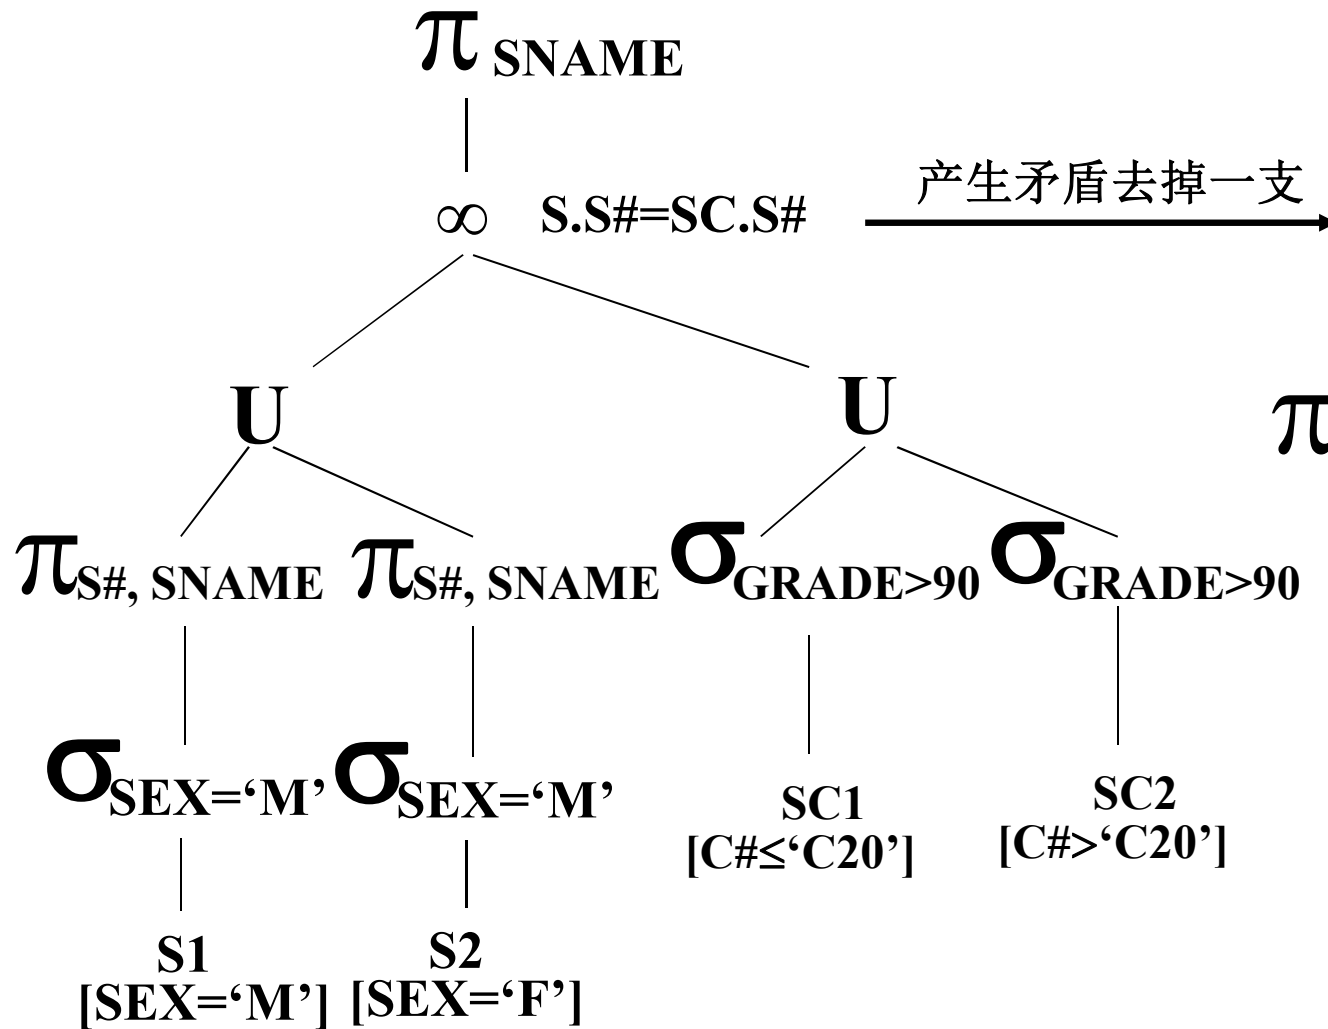 π SNAME
∞ S.S#=SC.S#
产生矛盾去掉一支
U U
π
πS#, SNAME πS#, SNAME σGRADE>90 σGRADE>90
σSEX=‘M’ σSEX=‘M’
SC1 SC2
[C#≤‘C20’] [C#>‘C20’]
S1 S2
[SEX=‘M’] [SEX=‘F’]